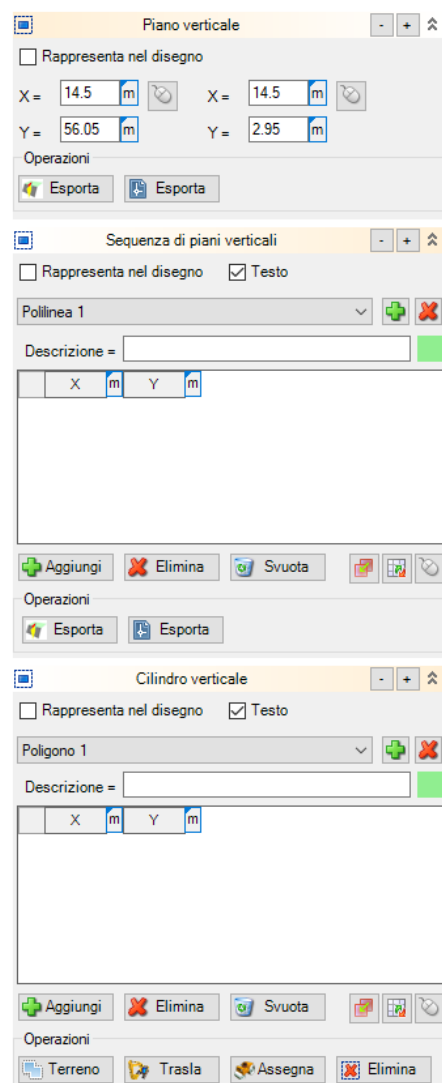 Piano verticale - +
Rappresenta nel disegno
X = 14.5 m X = 14.5 m
Y = 56.05 m Y = 2.95 m
Operazioni
Esporta Esporta
Sequenza di piani verticali - +
Rappresenta nel disegno Testo
Polilinea 1
Descrizione =
X m Y m
Aggiungi Elimina Svuota
Operazioni
Esporta Esporta
Cilindro verticale - +
Rappresenta nel disegno Testo
Poligono 1
Descrizione =
X m Y m
Aggiungi Elimina Svuota
Operazioni
Terreno Trasla Assegna Elimina